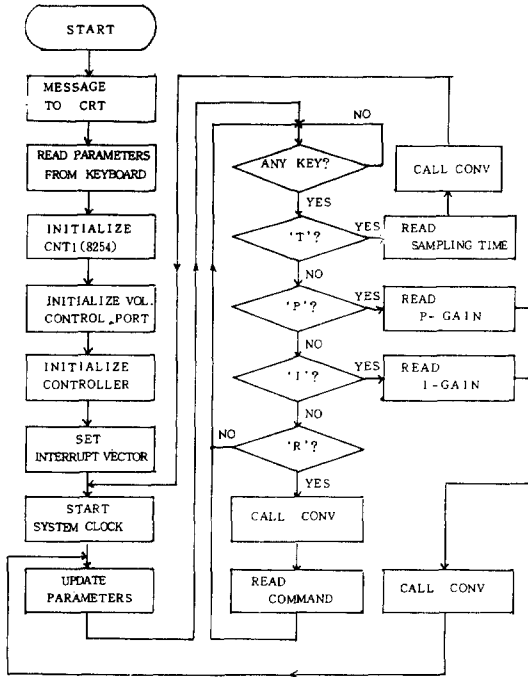 START
MESSAGE
TO CRT
READ PARAMETERS
FROM KEYBOARD
INITIALIZE
CNT1(8254)
INITIALIZE VOL.
CONTROL PORT
INITIALIZE
CONTROLLER
SET
INTERRUPT VECTOR
START
SYSTEM CLOCK
UPDATE
PARAMETERS
NO
ANY KEY?
YES
'T'?
YES
NO
'P'?
YES
NO
'I'?
YES
NO
'R'?
NO
YES
CALL CONV
READ
COMMAND
CALL CONV
READ
SAMPLING TIME
READ
P- GAIN
READ
I-GAIN
CALL CONV